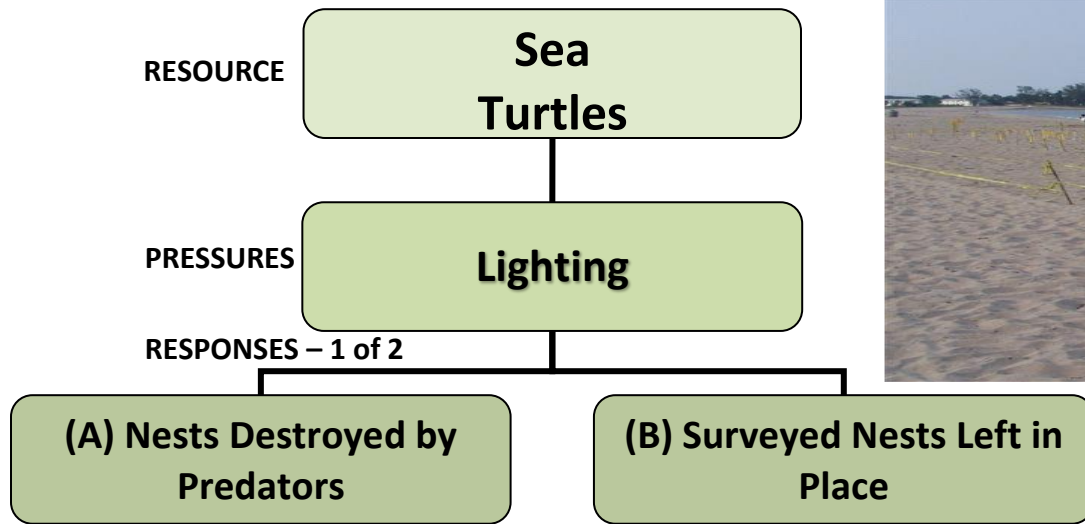 RESOURCE
Sea
Turtles
PRESSURES
Lighting
RESPONSES – 1 of 2
(A) Nests Destroyed by
Predators
(B) Surveyed Nests Left in
Place